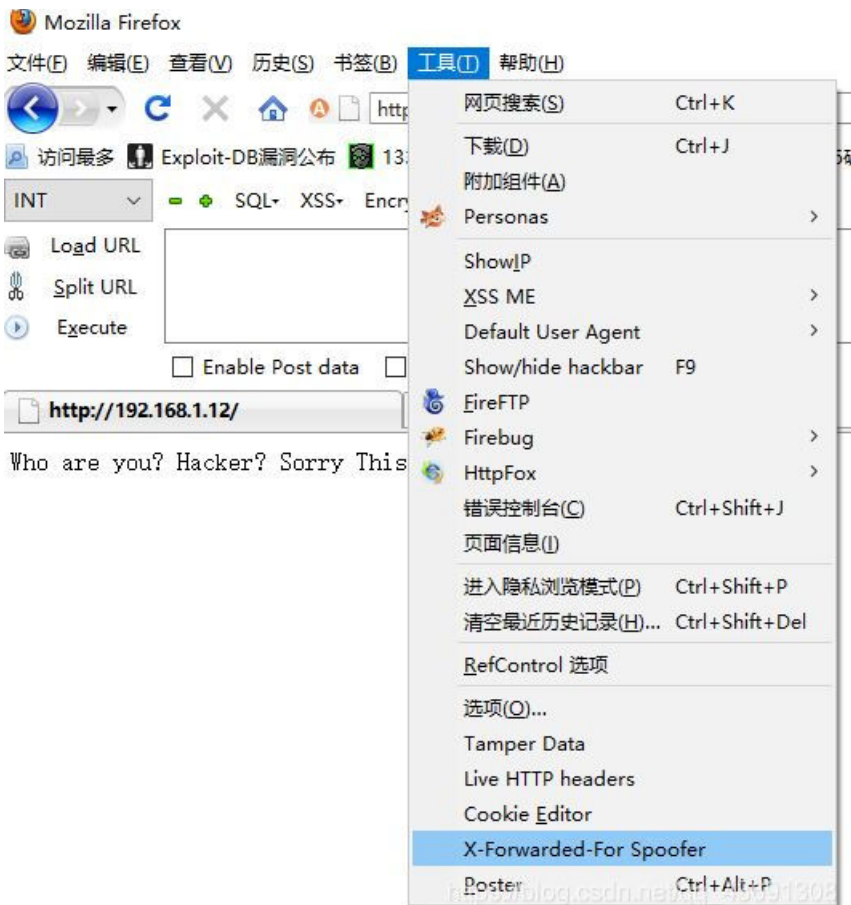 Mozilla Firefox
文件(F) 编辑(E) 查看(V) 历史(S) 书签(B) 工具(T) 帮助(H)
http
访问最多 Exploit-DB漏洞公布 13
INT SQL XSS Encry
Load URL
Split URL
Execute
Enable Post data
http://192.168.1.12/
Who are you? Hacker? Sorry This
网页搜索(S) Ctrl+K
下载(D) Ctrl+J
附加组件(A)
Personas
ShowIP
XSS ME
Default User Agent
Show/hide hackbar F9
FireFTP
Firebug
HttpFox
错误控制台(C) Ctrl+Shift+J
页面信息(I)
进入隐私浏览模式(P) Ctrl+Shift+P
清空最近历史记录(H)... Ctrl+Shift+Del
RefControl 选项
选项(O)...
Tamper Data
Live HTTP headers
Cookie Editor
X-Forwarded-For Spoofer
Poster Ctrl+Alt+P